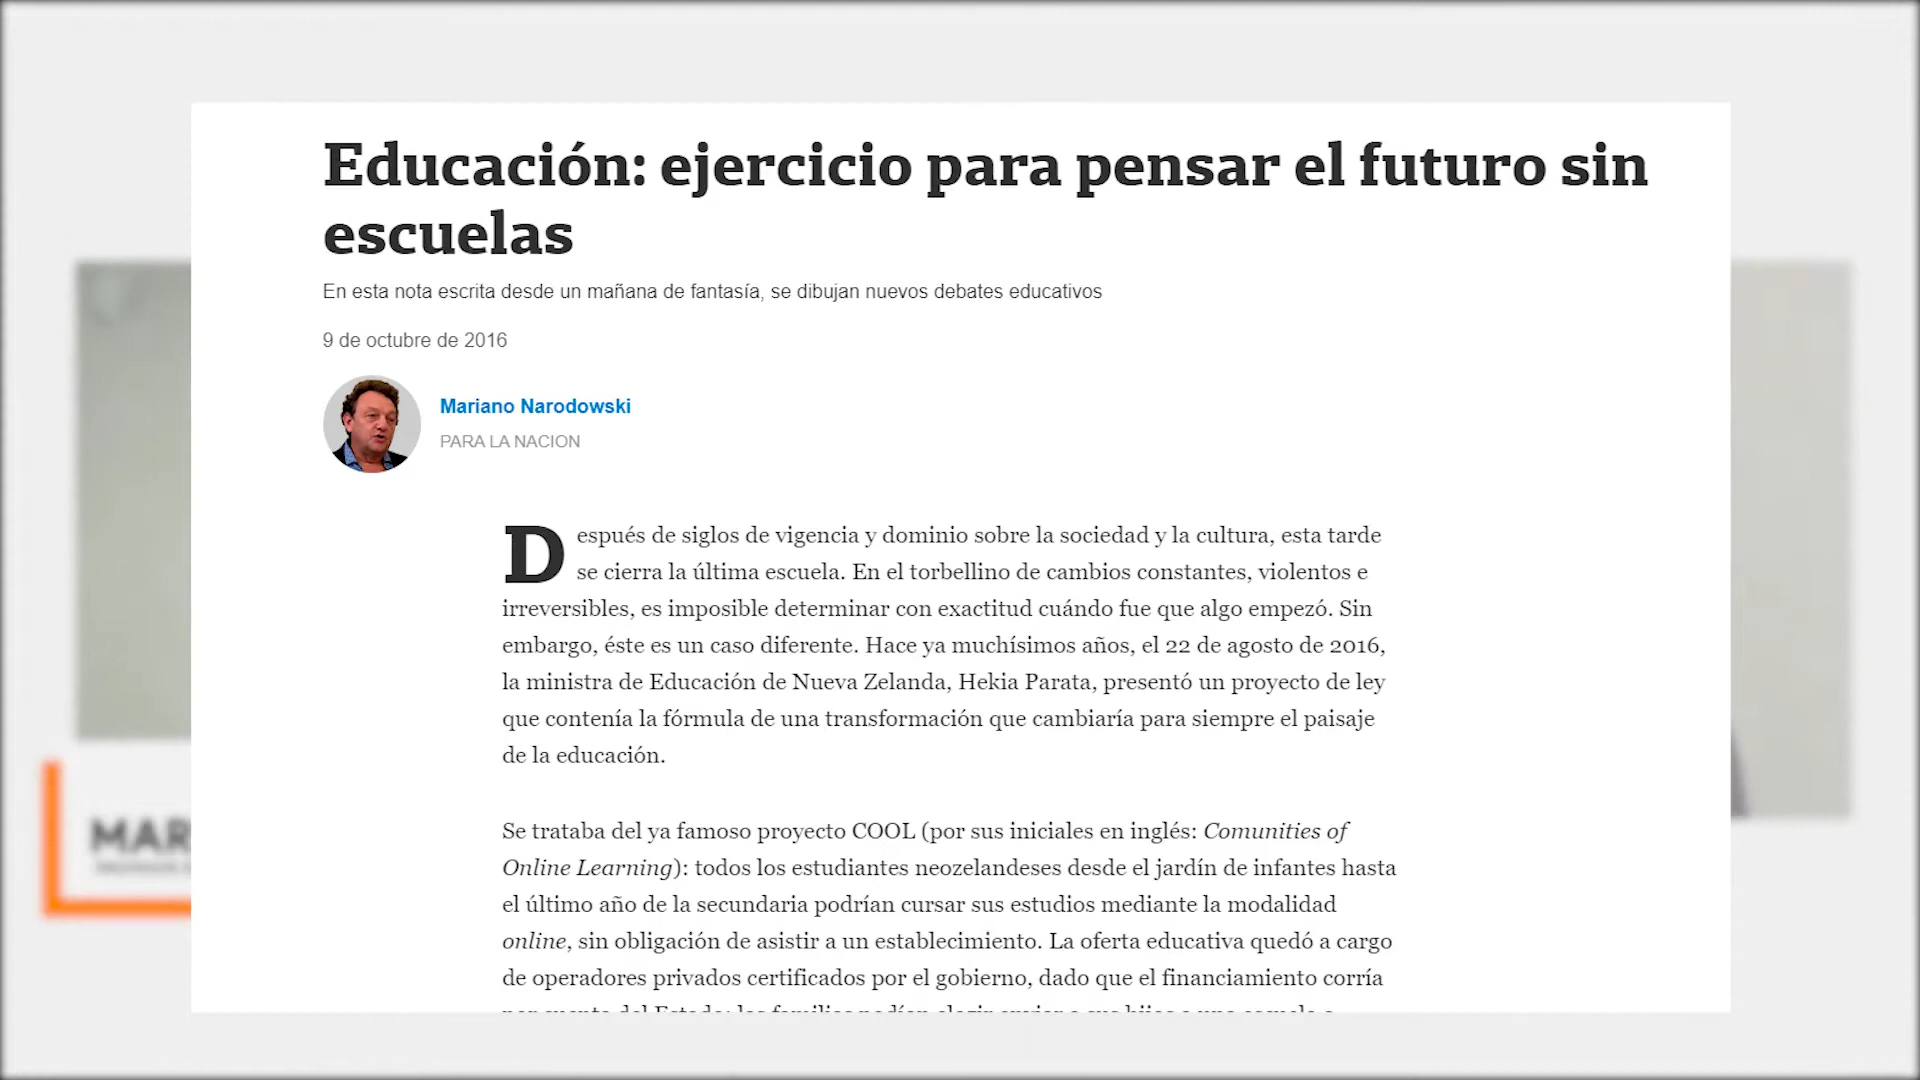 Educación: ejercicio para pensar el futuro sin
escuelas
En esta nota escrita desde un mañana de fantasía, se dibujan nuevos debates educativos
9 de octubre de 2016
Mariano Narodowski
PARA LA NACION
Después de siglos de vigencia y dominio sobre la sociedad y la cultura, esta tarde
se cierra la última escuela. En el torbellino de cambios constantes, violentos e
irreversibles, es imposible determinar con exactitud cuándo fue que algo empezó. Sin
embargo, éste es un caso diferente. Hace ya muchísimos años, el 22 de agosto de 2016,
la ministra de Educación de Nueva Zelanda, Hekia Parata, presentó un proyecto de ley
que contenía la fórmula de una transformación que cambiaría para siempre el paisaje
de la educación.
Se trataba del ya famoso proyecto COOL (por sus iniciales en inglés: Comunities of
Online Learning): todos los estudiantes neozelandeses desde el jardín de infantes hasta
el último año de la secundaria podrían cursar sus estudios mediante la modalidad
online, sin obligación de asistir a un establecimiento. La oferta educativa quedó a cargo
de operadores privados certificados por el gobierno, dado que el financiamiento corría
MAR